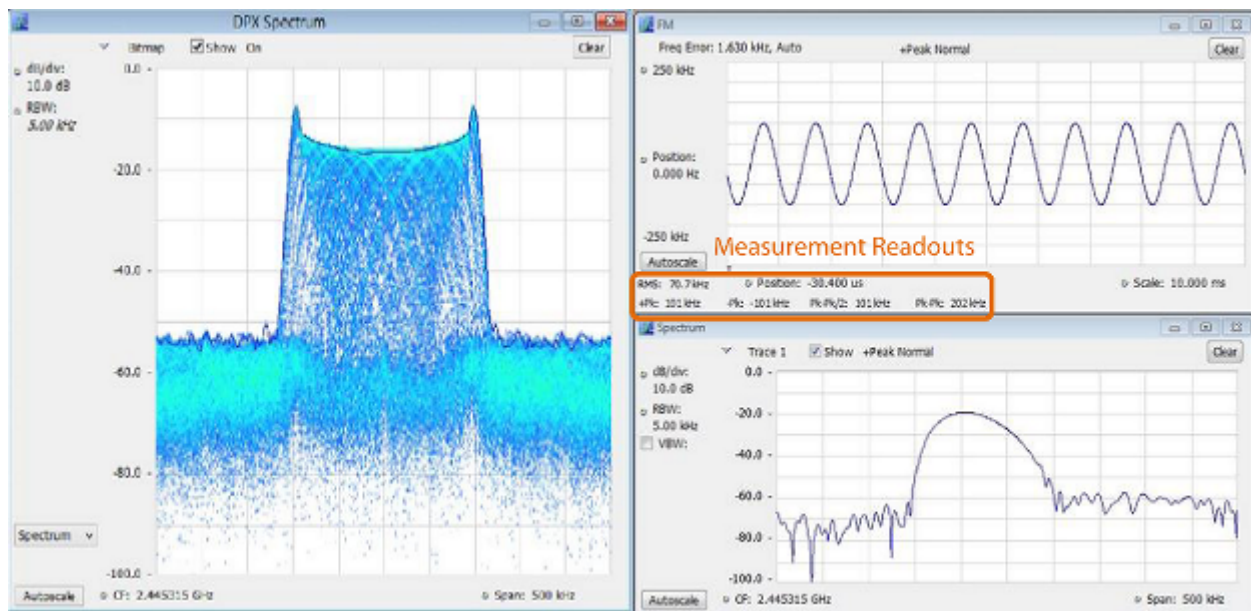 DPX Spectrum
Bitmap Show On Clear
dB/div:
10.0 dB
RBW:
5.00 kHz
0.0
-20.0
-40.0
-60.0
-80.0
-100.0
Spectrum
Autoscale CF: 2.445315 GHz Span: 500 kHz
FM
Freq Error: 1.630 kHz, Auto +Peak Normal Clear
250 kHz
Position:
0.000 Hz
-250 kHz
Measurement Readouts
Autoscale
RMS: 70.7 kHz Position: -30.400 us Scale: 10.000 ms
+Pk: 101 kHz -Pk: -101 kHz Pk-Pk/2: 101 kHz Pk-Pk: 202 kHz
Spectrum
Trace 1 Show +Peak Normal Clear
dB/div:
10.0 dB
RBW:
5.00 kHz
VBW:
0.0
-20.0
-40.0
-60.0
-80.0
-100.0
Autoscale CF: 2.445315 GHz Span: 500 kHz